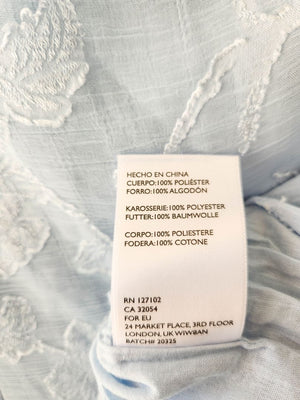 HECHO EN CHINA
CUERPO:100% POLIÉSTER
FORRO:100% ALGODÓN
KAROSSERIE:100% POLYESTER
FUTTER:100% BAUMWOLLE
CORPO:100% POLIESTERE
FODERA:100% COTONE
RN 127102
CA 32054
FOR EU
24 MARKET PLACE, 3RD FLOOR
LONDON, UK W1W8AN
BATCH# 20325